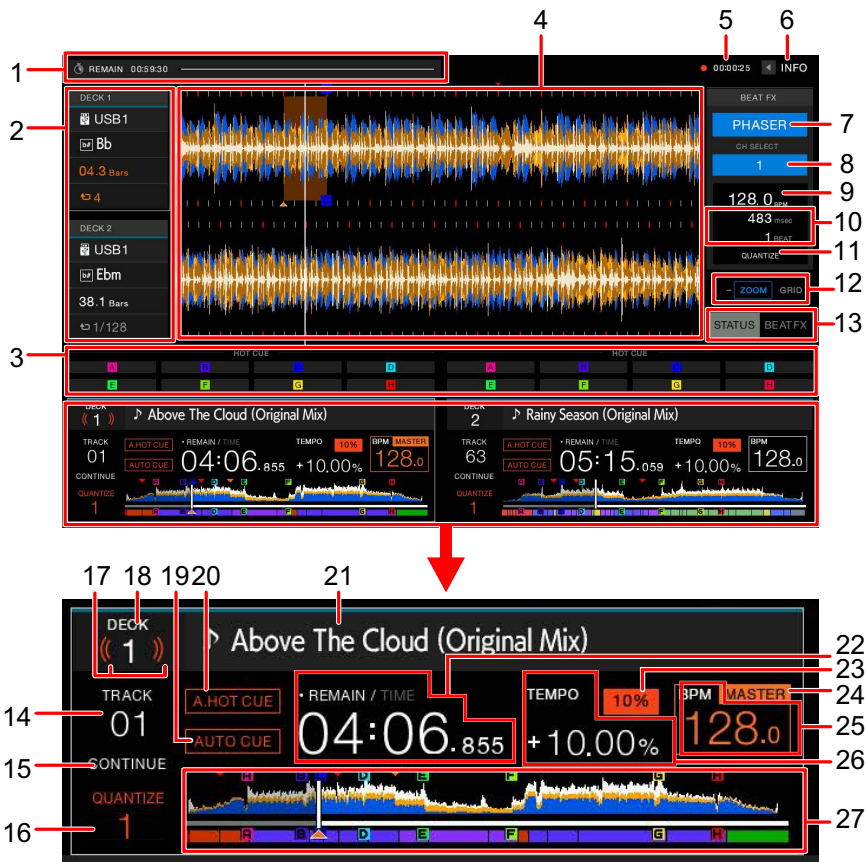 4 5 6
1 REMAIN 00:59:30 00:00:25 INFO
2 DECK 1
USB1
b# Bb
04.3 Bars
4
DECK 2
USB1
b# Ebm
38.1 Bars
1/128
BEAT FX
PHASER 7
CH SELECT
1 8
128.0 BPM 9
483 msec 10
1 BEAT
QUANTIZE 11
- ZOOM GRID 12
STATUS BEAT FX 13
3 HOT CUE HOT CUE
A B C D A B D
E F G H E F G H
DECK
1 Above The Cloud (Original Mix)
TRACK
01
CONTINUE
QUANTIZE
1
A.HOT CUE
AUTO CUE
• REMAIN / TIME
04:06.855
TEMPO 10%
+10.00%
BPM MASTER
128.0
DECK
2 Rainy Season (Original Mix)
TRACK
63
CONTINUE
QUANTIZE
1
A.HOT CUE
AUTO CUE
• REMAIN / TIME
05:15.059
TEMPO 10%
+10.00%
BPM
128.0
17 18 19 20 21
DECK
1 Above The Cloud (Original Mix)
22
23
24
25
26
27
14 TRACK
01
15 CONTINUE
16 QUANTIZE
1
A.HOT CUE
AUTO CUE
• REMAIN / TIME
04:06.855
TEMPO 10%
+10.00%
BPM MASTER
128.0
H B D E F G H
A B D E F G H